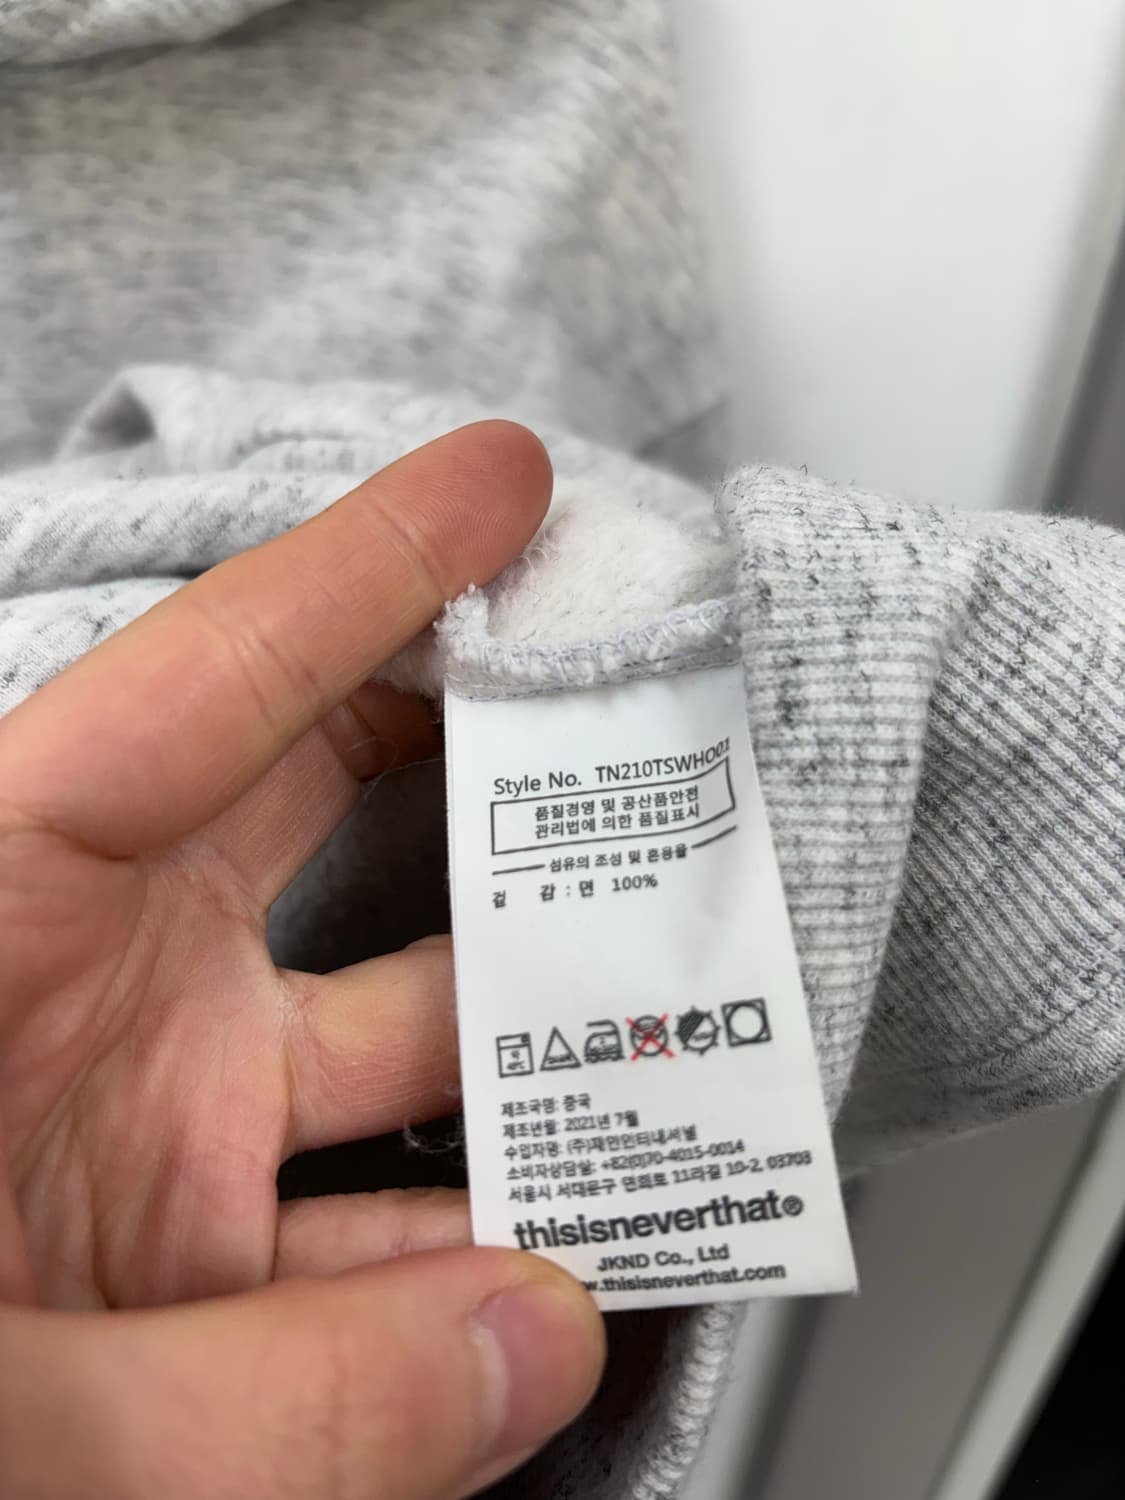 Style No. TN210TSWHO01
품질경영 및 공산품안전
관리법에 의한 품질표시
섬유의 조성 및 혼용율
겉 감 : 면 100%
40℃
제조국명: 중국
제조년월: 2021년 7월
수입자명: (주)제안인터내셔널
소비자상담실: +82(0)70-4015-0014
서울시 서대문구 연희로 11라길 10-2, 03703
thisisneverthat®
JKND Co., Ltd
.thisisneverthat.com